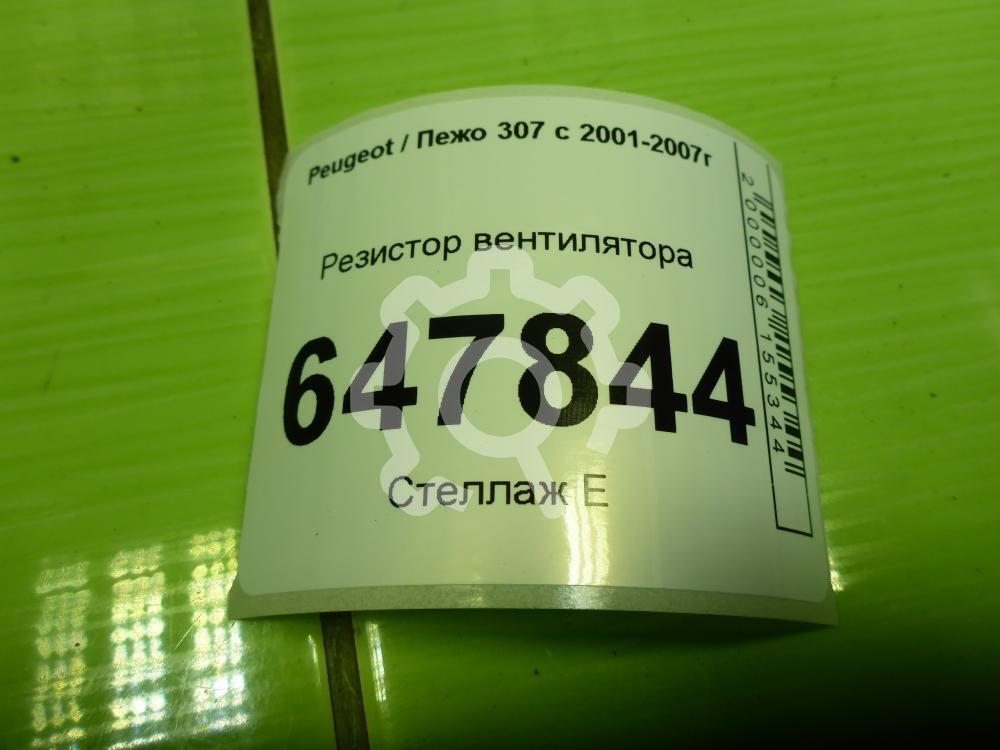 Peugeot / Пежо 307 с 2001-2007г
Резистор вентилятора
647844
Стеллаж Е
2000006155344